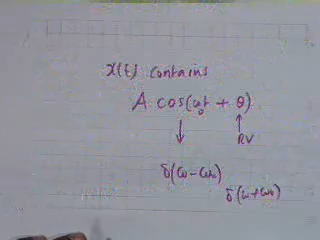 x(t) contains
A cos(ω₀t + θ)
RV
δ(ω-ω₀)
δ(ω+ω₀)